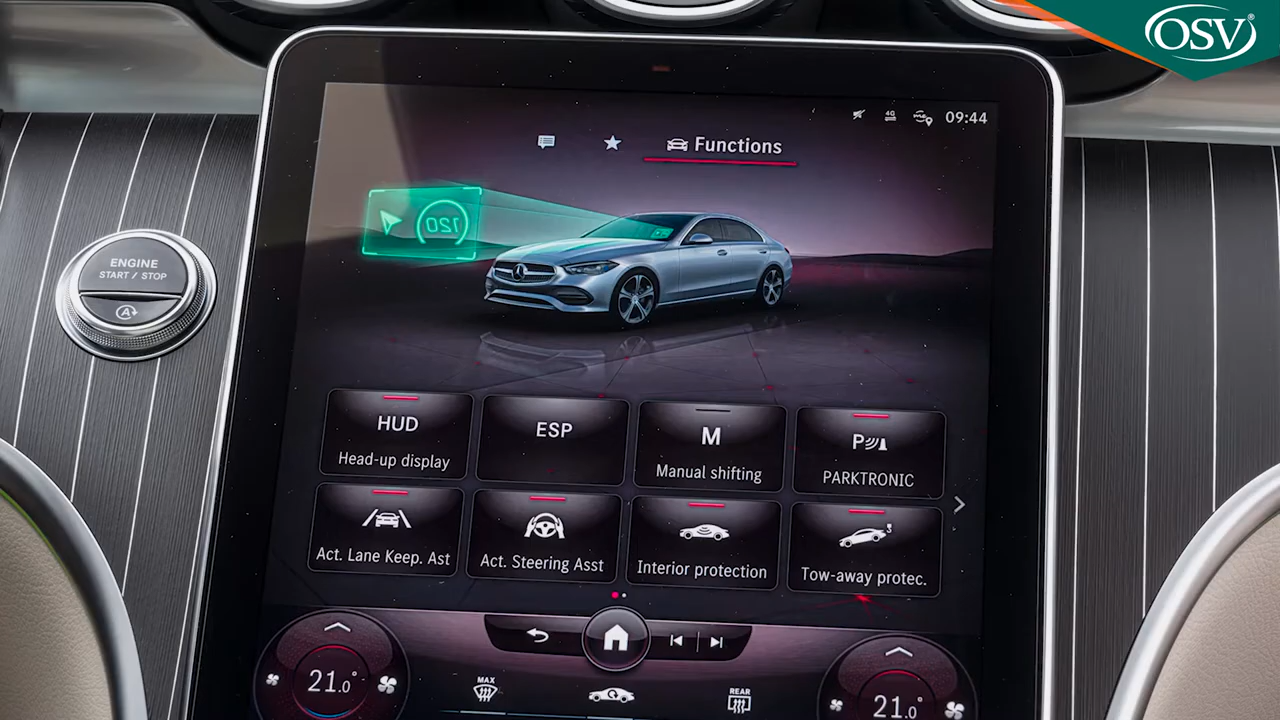 OSV®
09:44
4G
Functions
120
ENGINE
START / STOP
A
HUD
Head-up display
ESP
M
Manual shifting
P
PARKTRONIC
Act. Lane Keep. Ast
Act. Steering Asst
Interior protection
Tow-away protec.
21.0°
MAX
REAR
21.0°